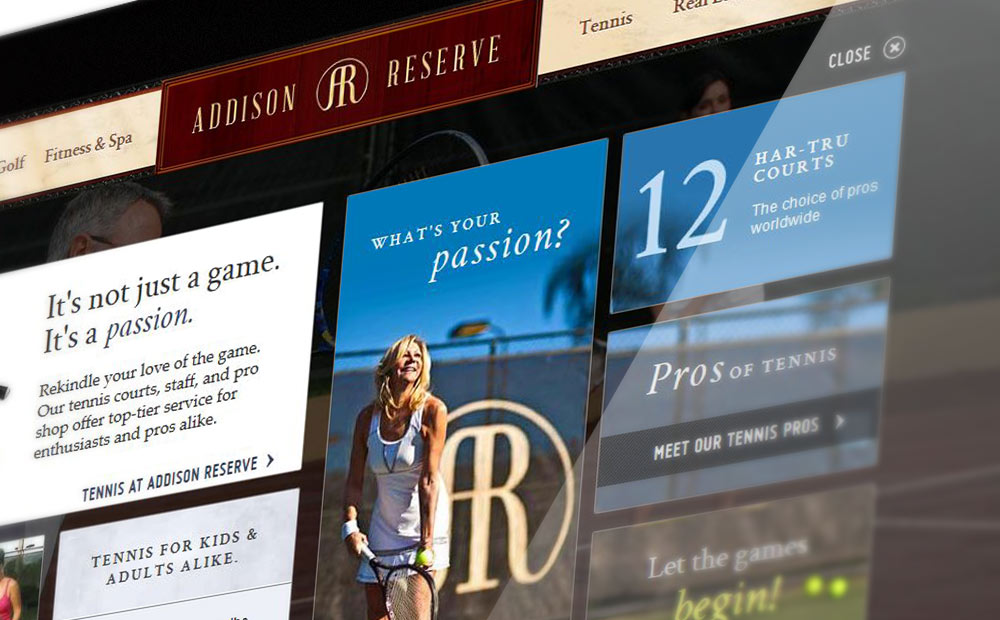 Tennis
ADDISON AR RESERVE
Golf
Fitness & Spa
CLOSE
It's not just a game.
It's a passion.
Rekindle your love of the game.
Our tennis courts, staff, and pro
shop offer top-tier service for
enthusiasts and pros alike.
TENNIS AT ADDISON RESERVE
TENNIS FOR KIDS &
ADULTS ALIKE.
WHAT'S YOUR
passion?
AR
12
HAR-TRU
COURTS
The choice of pros
worldwide
Pros OF TENNIS
MEET OUR TENNIS PROS
Let the games
begin!